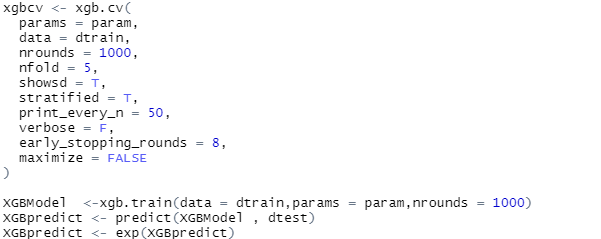 xgbcv <- xgb.cv(
  params = param,
  data = dtrain,
  nrounds = 1000,
  nfold = 5,
  showsd = T,
  stratified = T,
  print_every_n = 50,
  verbose = F,
  early_stopping_rounds = 8,
  maximize = FALSE
)

XGBModel  <-xgb.train(data = dtrain,params = param,nrounds = 1000)
XGBpredict <- predict(XGBModel , dtest)
XGBpredict <- exp(XGBpredict)